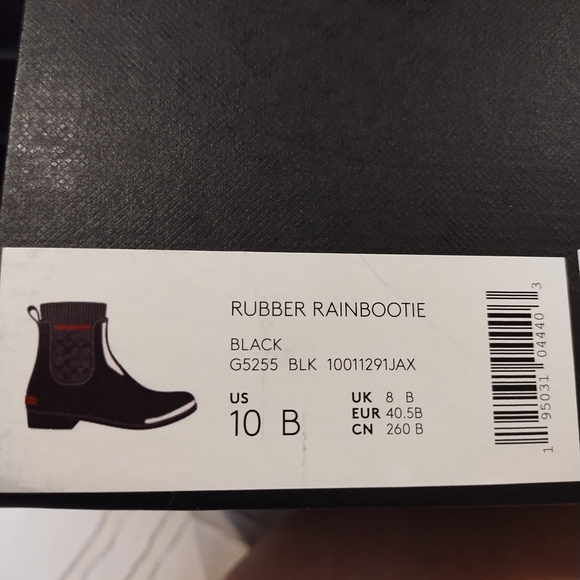 RUBBER RAINBOOTIE
BLACK
G5255 BLK 10011291JAX
US
10 B
UK 8 B
EUR 40.5B
CN 260 B
1 95031 04440 3